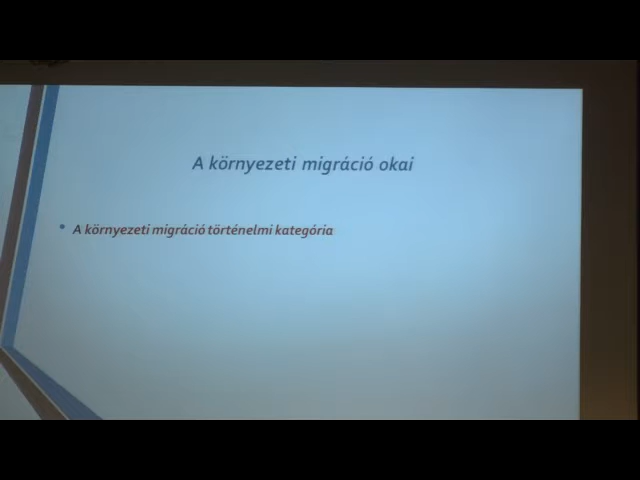 A környezeti migráció okai
• A környezeti migráció történelmi kategória